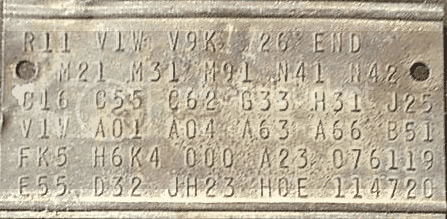 R11 V1W V9K 26 END
M21 M31 M91 N41 N42
C16 C55 C62 G33 H31 J25
V1W A01 A04 A63 A66 B51
FK5 H6K4 000 A23 076119
E55 D32 JH23 H0E 114720